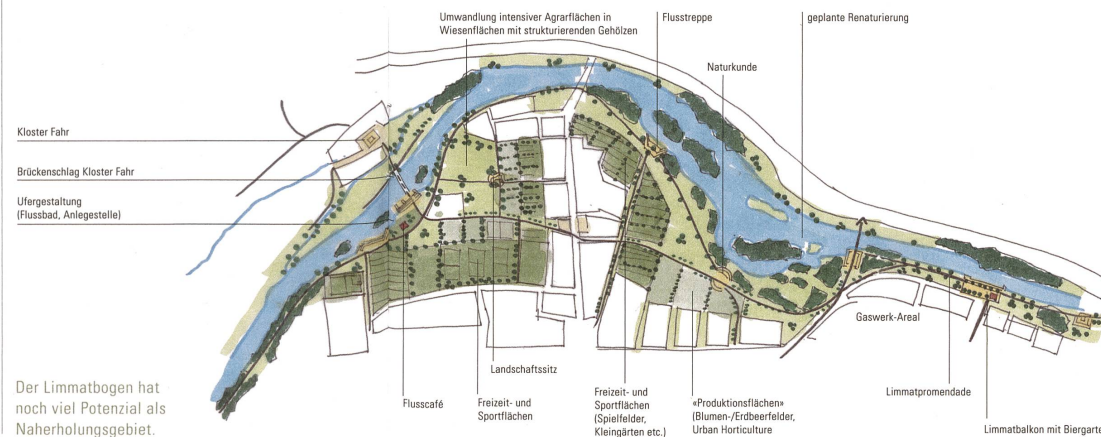 Umwandlung intensiver Agrarflächen in
Wiesenflächen mit strukturierenden Gehölzen
Flusstreppe
geplante Renaturierung
Naturkunde
Kloster Fahr
Brückenschlag Kloster Fahr
Ufergestaltung
(Flussbad, Anlegestelle)
Gaswerk-Areal
Landschaftssitz
Flusscafé
Freizeit- und
Sportflächen
Freizeit- und
Sportflächen
(Spielfelder,
Kleingärten etc.)
«Produktionsflächen»
(Blumen-/Erdbeerfelder,
Urban Horticulture
Limmatpromendade
Limmatbalkon mit Biergarte
Der Limmatbogen hat
noch viel Potenzial als
Naherholungsgebiet.